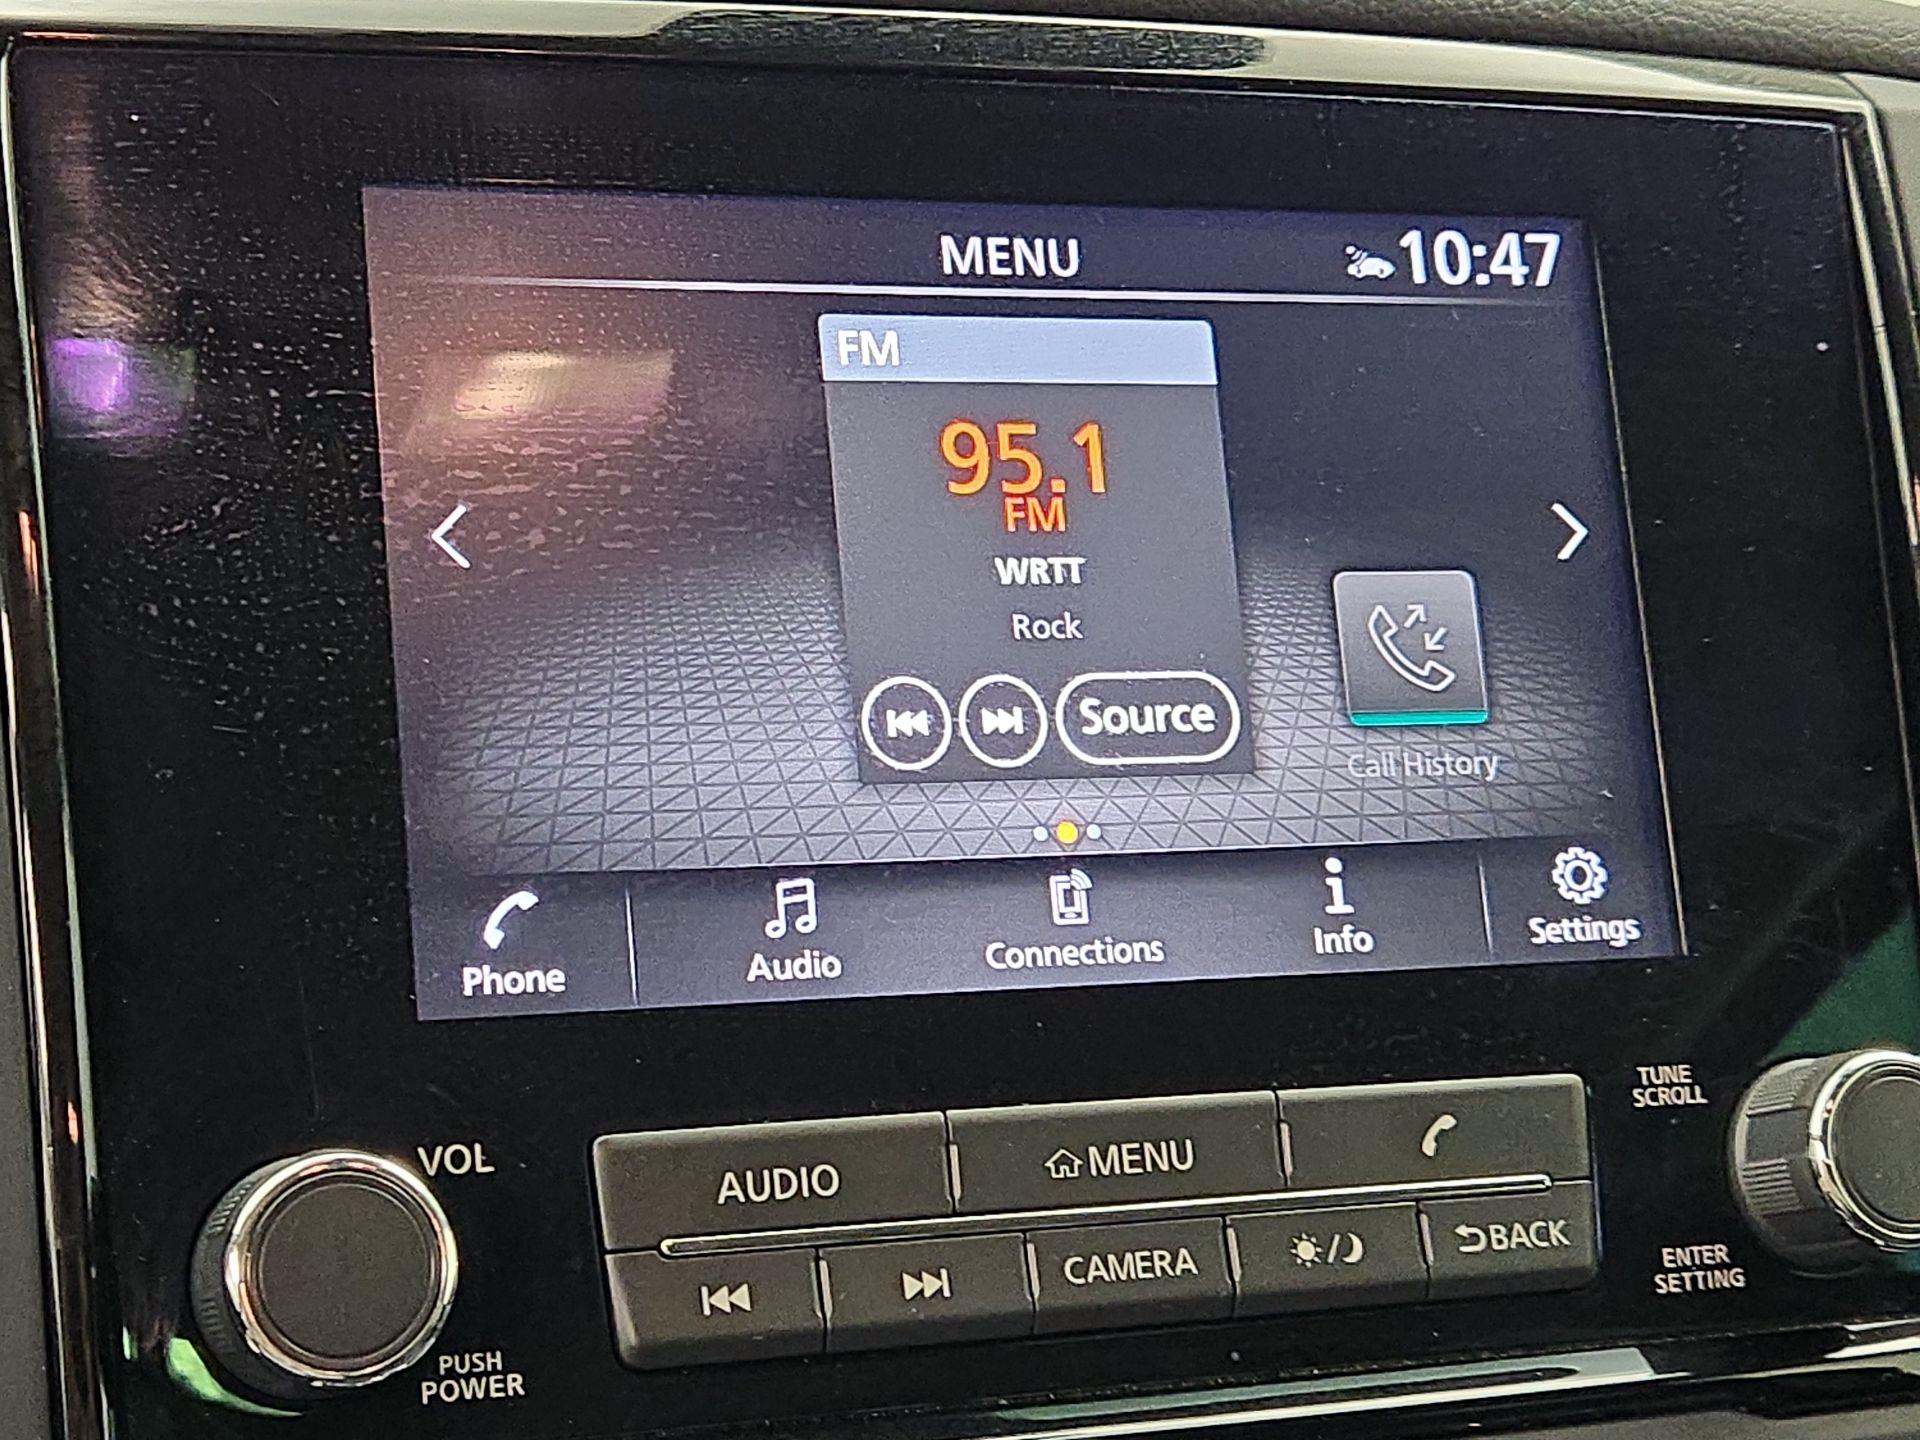 MENU
10:47
FM
95.1
FM
WRTT
Rock
Source
Call History
Phone
Audio
Connections
Info
Settings
VOL
PUSH
POWER
AUDIO
MENU
CAMERA
BACK
TUNE
SCROLL
ENTER
SETTING